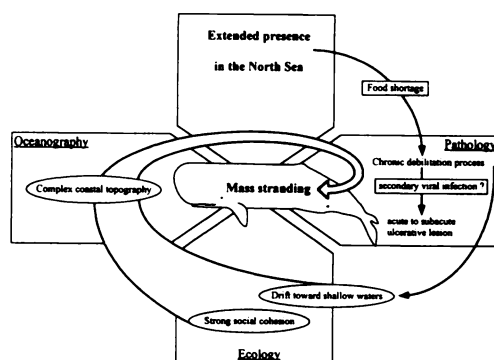 Extended presence
in the North Sea
Food shortage
Oceanography
Pathology
Chronic debilitation process
Complex coastal topography
Mass stranding
secondary viral infection ?
acute to subacute
ulcerative lesion
Drift toward shallow waters
Strong social cohesion
Ecology